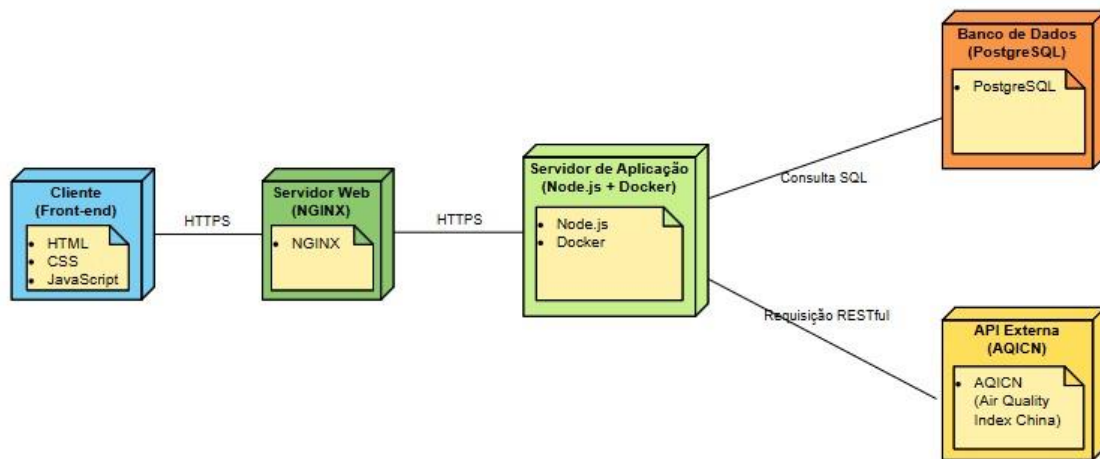 Cliente
(Front-end)
• HTML
• CSS
• JavaScript
HTTPS
Servidor Web
(NGINX)
• NGINX
HTTPS
Servidor de Aplicação
(Node.js + Docker)
• Node.js
• Docker
Consulta SQL
Requisição RESTful
Banco de Dados
(PostgreSQL)
• PostgreSQL
API Externa
(AQICN)
• AQICN
(Air Quality
Index China)